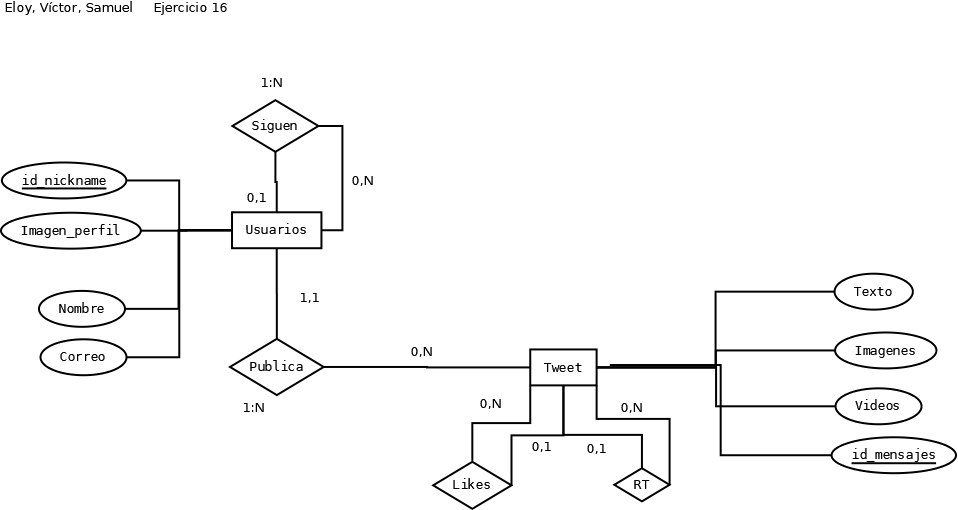 Eloy, Víctor, Samuel Ejercicio 16
1:N
Siguen
0,N
id_nickname
0,1
Imagen_perfil
Usuarios
Nombre
1,1
Correo
Publica
0,N
1:N
Tweet
Texto
Imagenes
Videos
id_mensajes
0,N
0,N
0,1
0,1
Likes
RT